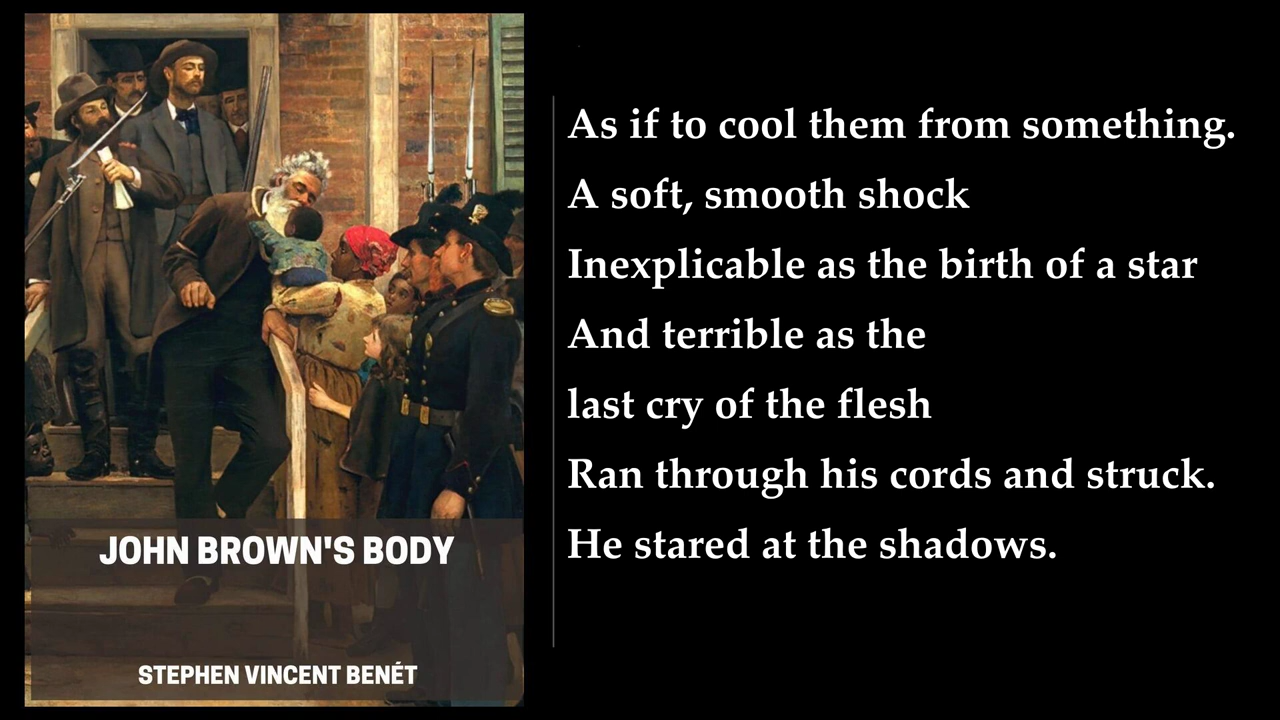 JOHN BROWN'S BODY
STEPHEN VINCENT BENÉT
As if to cool them from something.
A soft, smooth shock
Inexplicable as the birth of a star
And terrible as the
last cry of the flesh
Ran through his cords and struck.
He stared at the shadows.